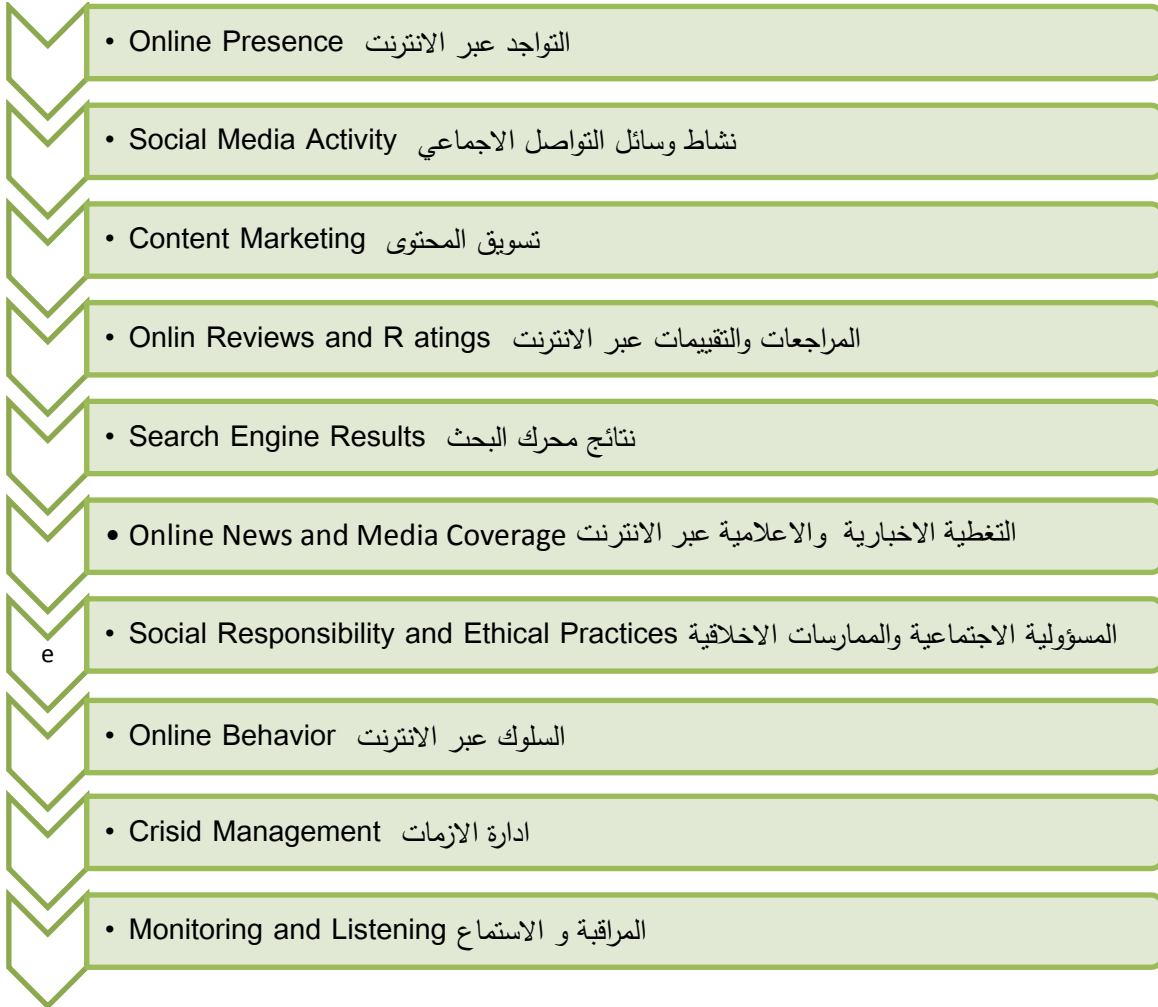 • Online Presence التواجد عبر الانترنت
• Social Media Activity نشاط وسائل التواصل الاجماعي
• Content Marketing تسويق المحتوى
• Onlin Reviews and R atings المراجعات والتقييمات عبر الانترنت
• Search Engine Results نتائج محرك البحث
• Online News and Media Coverage التغطية الاخبارية والاعلامية عبر الانترنت
e
• Social Responsibility and Ethical Practices المسؤولية الاجتماعية والممارسات الاخلاقية
• Online Behavior السلوك عبر الانترنت
• Crisid Management ادارة الازمات
• Monitoring and Listening المراقبة و الاستماع